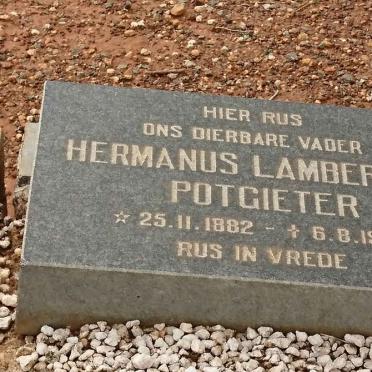 HIER RUS
ONS DIERBARE VADER
HERMANUS LAMBER
POTGIETER
☆ 25.11.1882 - ✝ 6.8.19
RUS IN VREDE